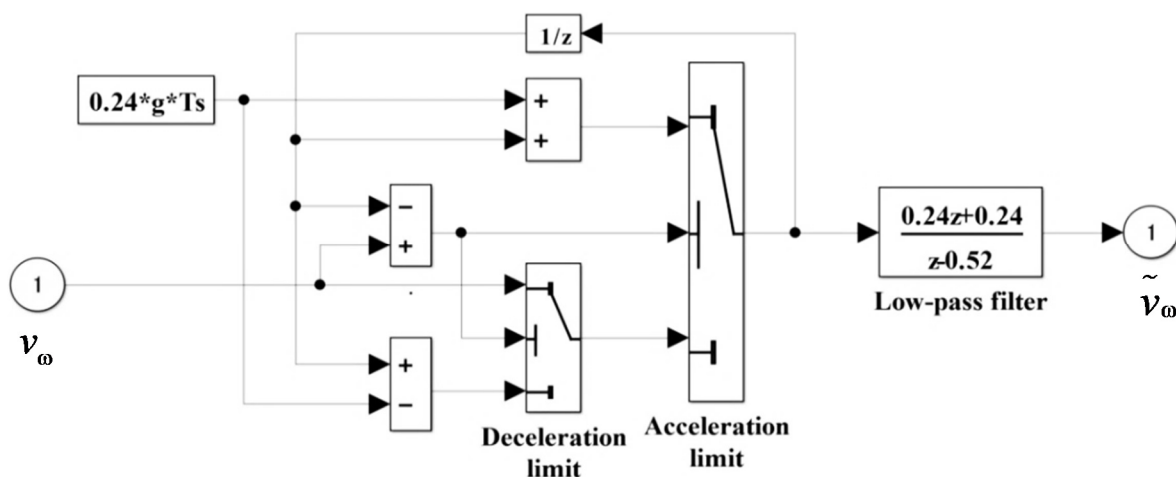 1/z
0.24*g*Ts
+
+
−
+
1
v_ω
0.24z+0.24
z-0.52
Low-pass filter
1
ṽ_ω
+
−
Deceleration
limit
Acceleration
limit